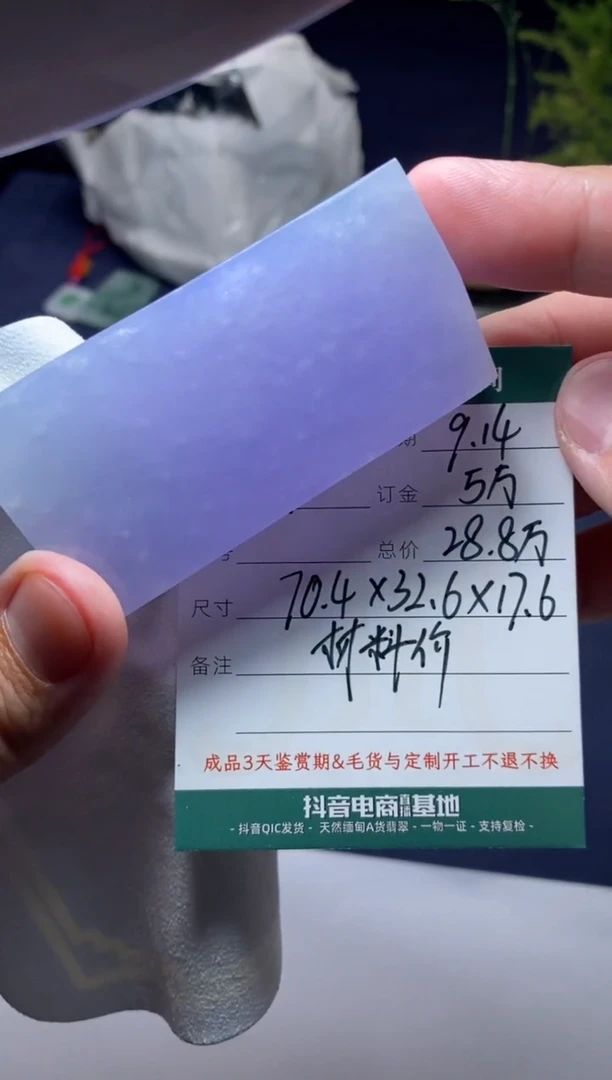 期 9.14
订金 5万
总价 28.8万
尺寸 70.4×32.6×17.6
备注 材料价
成品3天鉴赏期&毛货与定制开工不退不换
抖音电商直播基地
- 抖音QIC发货 - 天然缅甸A货翡翠 - 一物一证 - 支持复检 -